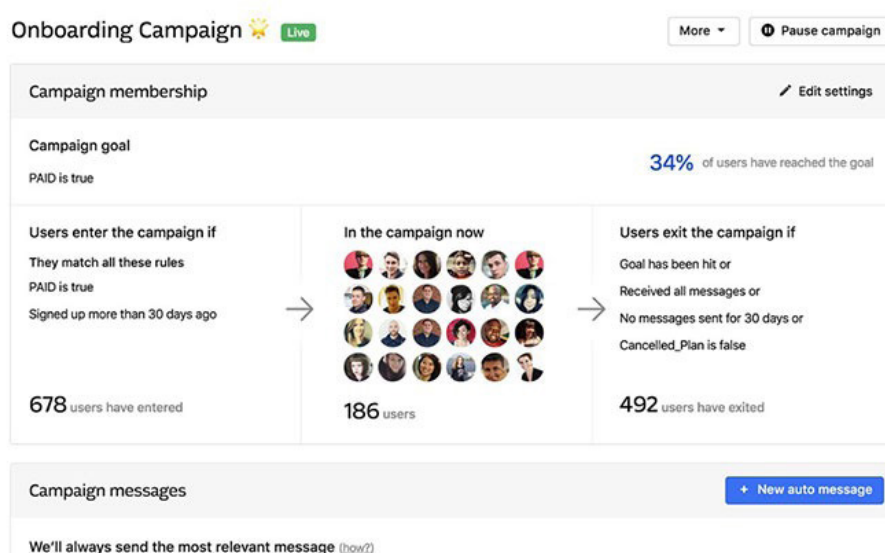 Onboarding Campaign Live
More Pause campaign
Campaign membership
Edit settings
Campaign goal
PAID is true
34% of users have reached the goal
Users enter the campaign if
They match all these rules
PAID is true
Signed up more than 30 days ago
678 users have entered
In the campaign now
186 users
Users exit the campaign if
Goal has been hit or
Received all messages or
No messages sent for 30 days or
Cancelled_Plan is false
492 users have exited
Campaign messages
+ New auto message
We'll always send the most relevant message (how?)